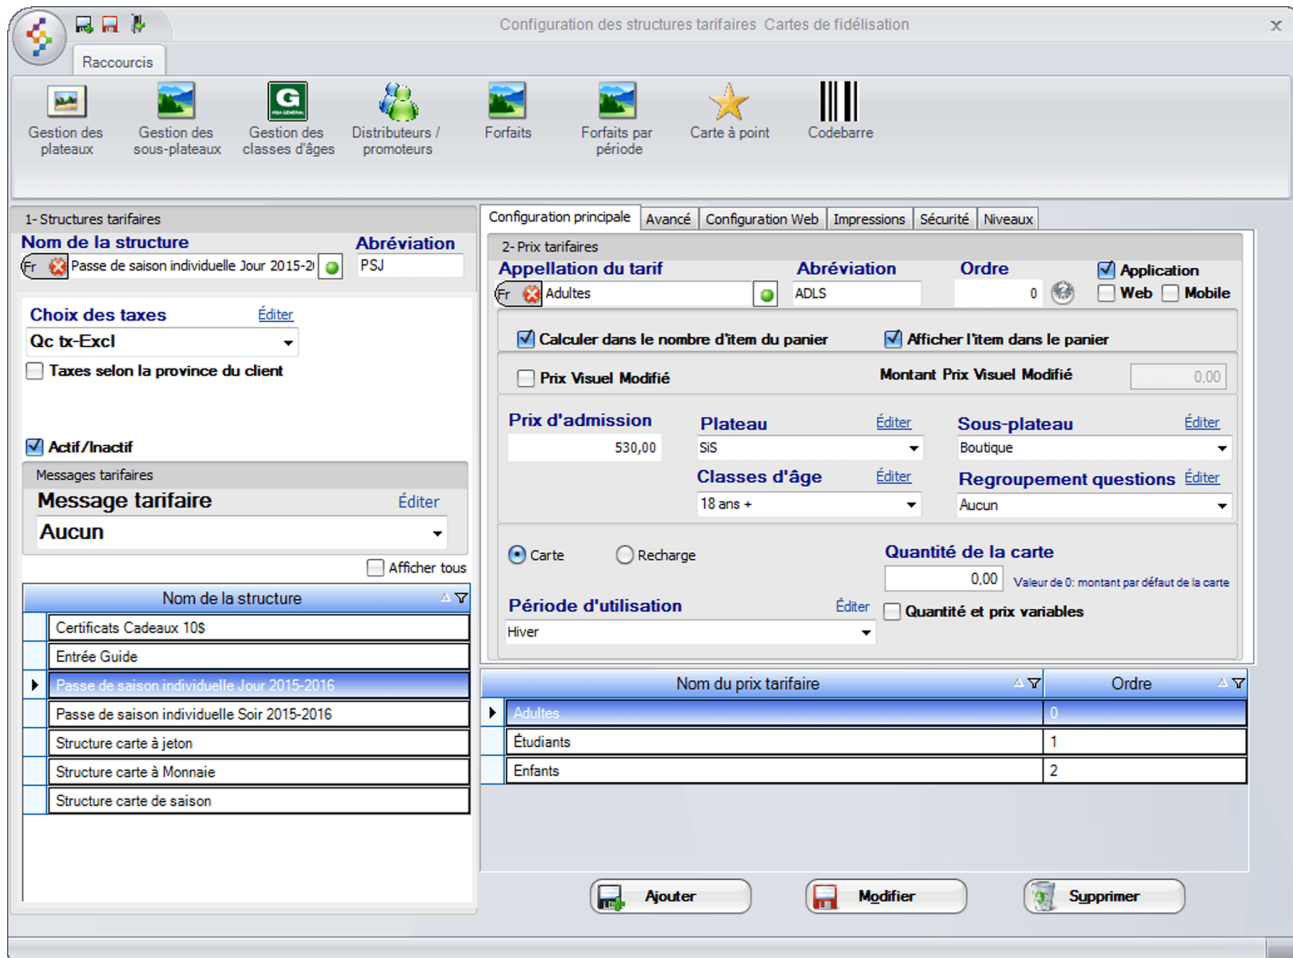 Configuration des structures tarifaires  Cartes de fidélisation
x
Raccourcis
Gestion des plateaux
Gestion des sous-plateaux
G
Gestion des classes d'âges
Distributeurs / promoteurs
Forfaits
Forfaits par période
Carte à point
Codebarre
1- Structures tarifaires
Nom de la structure
Abréviation
Fr
Passe de saison individuelle Jour 2015-2
PSJ
Choix des taxes
Éditer
Qc tx-Excl
Taxes selon la province du client
Actif/Inactif
Messages tarifaires
Message tarifaire
Éditer
Aucun
Afficher tous
Nom de la structure
Certificats Cadeaux 10$
Entrée Guide
Passe de saison individuelle Jour 2015-2016
Passe de saison individuelle Soir 2015-2016
Structure carte à jeton
Structure carte à Monnaie
Structure carte de saison
Configuration principale
Avancé
Configuration Web
Impressions
Sécurité
Niveaux
2- Prix tarifaires
Appellation du tarif
Abréviation
Ordre
Application
Fr
Adultes
ADLS
0
Web
Mobile
Calculer dans le nombre d'item du panier
Afficher l'item dans le panier
Prix Visuel Modifié
Montant Prix Visuel Modifié
0,00
Prix d'admission
Plateau
Éditer
Sous-plateau
Éditer
530,00
SiS
Boutique
Classes d'âge
Éditer
Regroupement questions
Éditer
18 ans +
Aucun
Carte
Recharge
Quantité de la carte
0,00
Valeur de 0: montant par défaut de la carte
Période d'utilisation
Éditer
Quantité et prix variables
Hiver
Nom du prix tarifaire
Ordre
Adultes
0
Étudiants
1
Enfants
2
Ajouter
Modifier
Supprimer